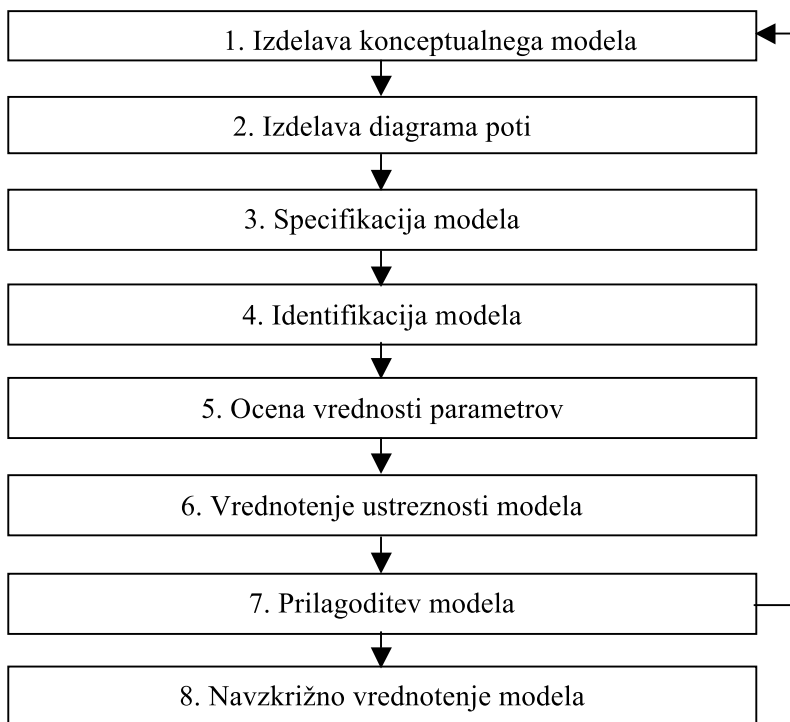 1. Izdelava konceptualnega modela
2. Izdelava diagrama poti
3. Specifikacija modela
4. Identifikacija modela
5. Ocena vrednosti parametrov
6. Vrednotenje ustreznosti modela
7. Prilagoditev modela
8. Navzkrižno vrednotenje modela